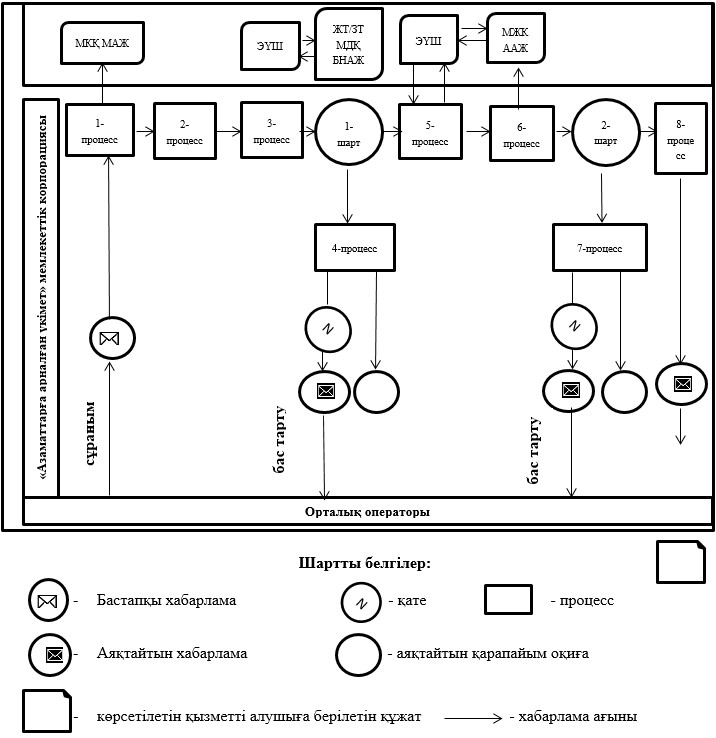 МКҚ МАЖ
ЭҮШ
ЖТ/ЗТ
МДҚ
БНАЖ
ЭҮШ
МЖК
ААЖ
«Азаматтарға арналған үкімет» мемлекеттік корпорациясы
1-
процесс
2-
процесс
3-
процесс
1-
шарт
5-
процесс
6-
процесс
2-
шарт
8-
проце
сс
4-процесс
7-процесс
сұраным
бас тарту
бас тарту
Орталық операторы
Шартты белгілер:
- Бастапқы хабарлама
- қате
- процесс
- Аяқтайтын хабарлама
- аяқтайтын қарапайым оқиға
- көрсетілетін қызметті алушыға берілетін құжат
- хабарлама ағыны